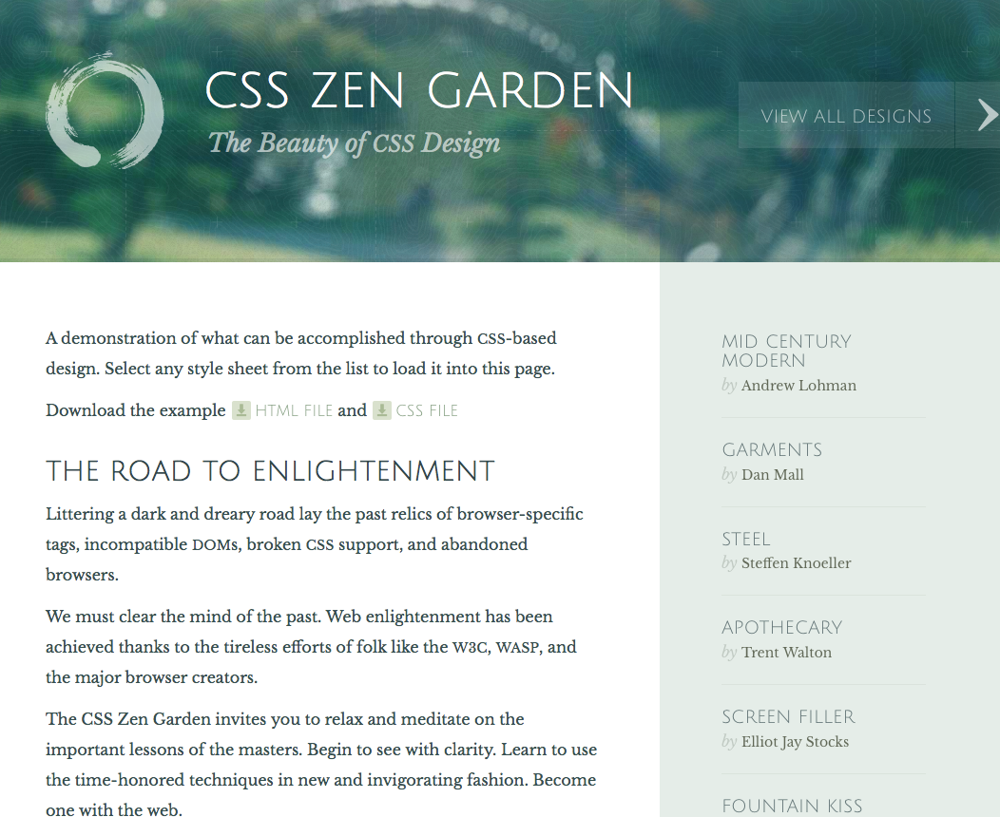 CSS ZEN GARDEN
The Beauty of CSS Design
VIEW ALL DESIGNS
A demonstration of what can be accomplished through CSS-based
design. Select any style sheet from the list to load it into this page.
Download the example HTML FILE and CSS FILE
THE ROAD TO ENLIGHTENMENT
Littering a dark and dreary road lay the past relics of browser-specific
tags, incompatible DOMs, broken CSS support, and abandoned
browsers.
We must clear the mind of the past. Web enlightenment has been
achieved thanks to the tireless efforts of folk like the W3C, WASP, and
the major browser creators.
The CSS Zen Garden invites you to relax and meditate on the
important lessons of the masters. Begin to see with clarity. Learn to use
the time-honored techniques in new and invigorating fashion. Become
one with the web.
MID CENTURY
MODERN
by Andrew Lohman
GARMENTS
by Dan Mall
STEEL
by Steffen Knoeller
APOTHECARY
by Trent Walton
SCREEN FILLER
by Elliot Jay Stocks
FOUNTAIN KISS